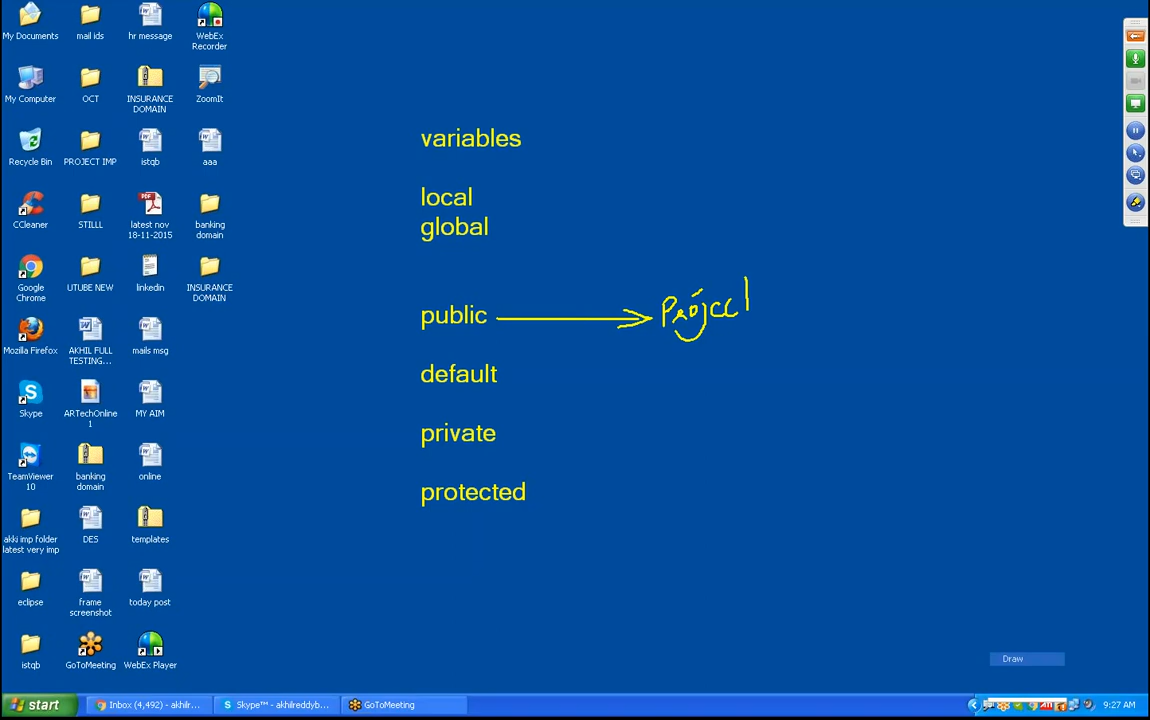 My Documents
mail ids
hr message
WebEx
Recorder
My Computer
OCT
INSURANCE
DOMAIN
ZoomIt
Recycle Bin
PROJECT IMP
istqb
aaa
CCleaner
STILLL
latest nov
18-11-2015
banking
domain
Google
Chrome
UTUBE NEW
linkedin
INSURANCE
DOMAIN
Mozilla Firefox
AKHIL FULL
TESTING...
mails msg
Skype
ARTechOnline
1
MY AIM
TeamViewer
10
banking
domain
online
akki imp folder
latest very imp
DES
templates
eclipse
frame
screenshot
today post
istqb
GoToMeeting
WebEx Player
variables
local
global
public Project
default
private
protected
Draw
start
Inbox (4,492) - akhilr...
Skype™ - akhilreddyb...
GoToMeeting
9:27 AM